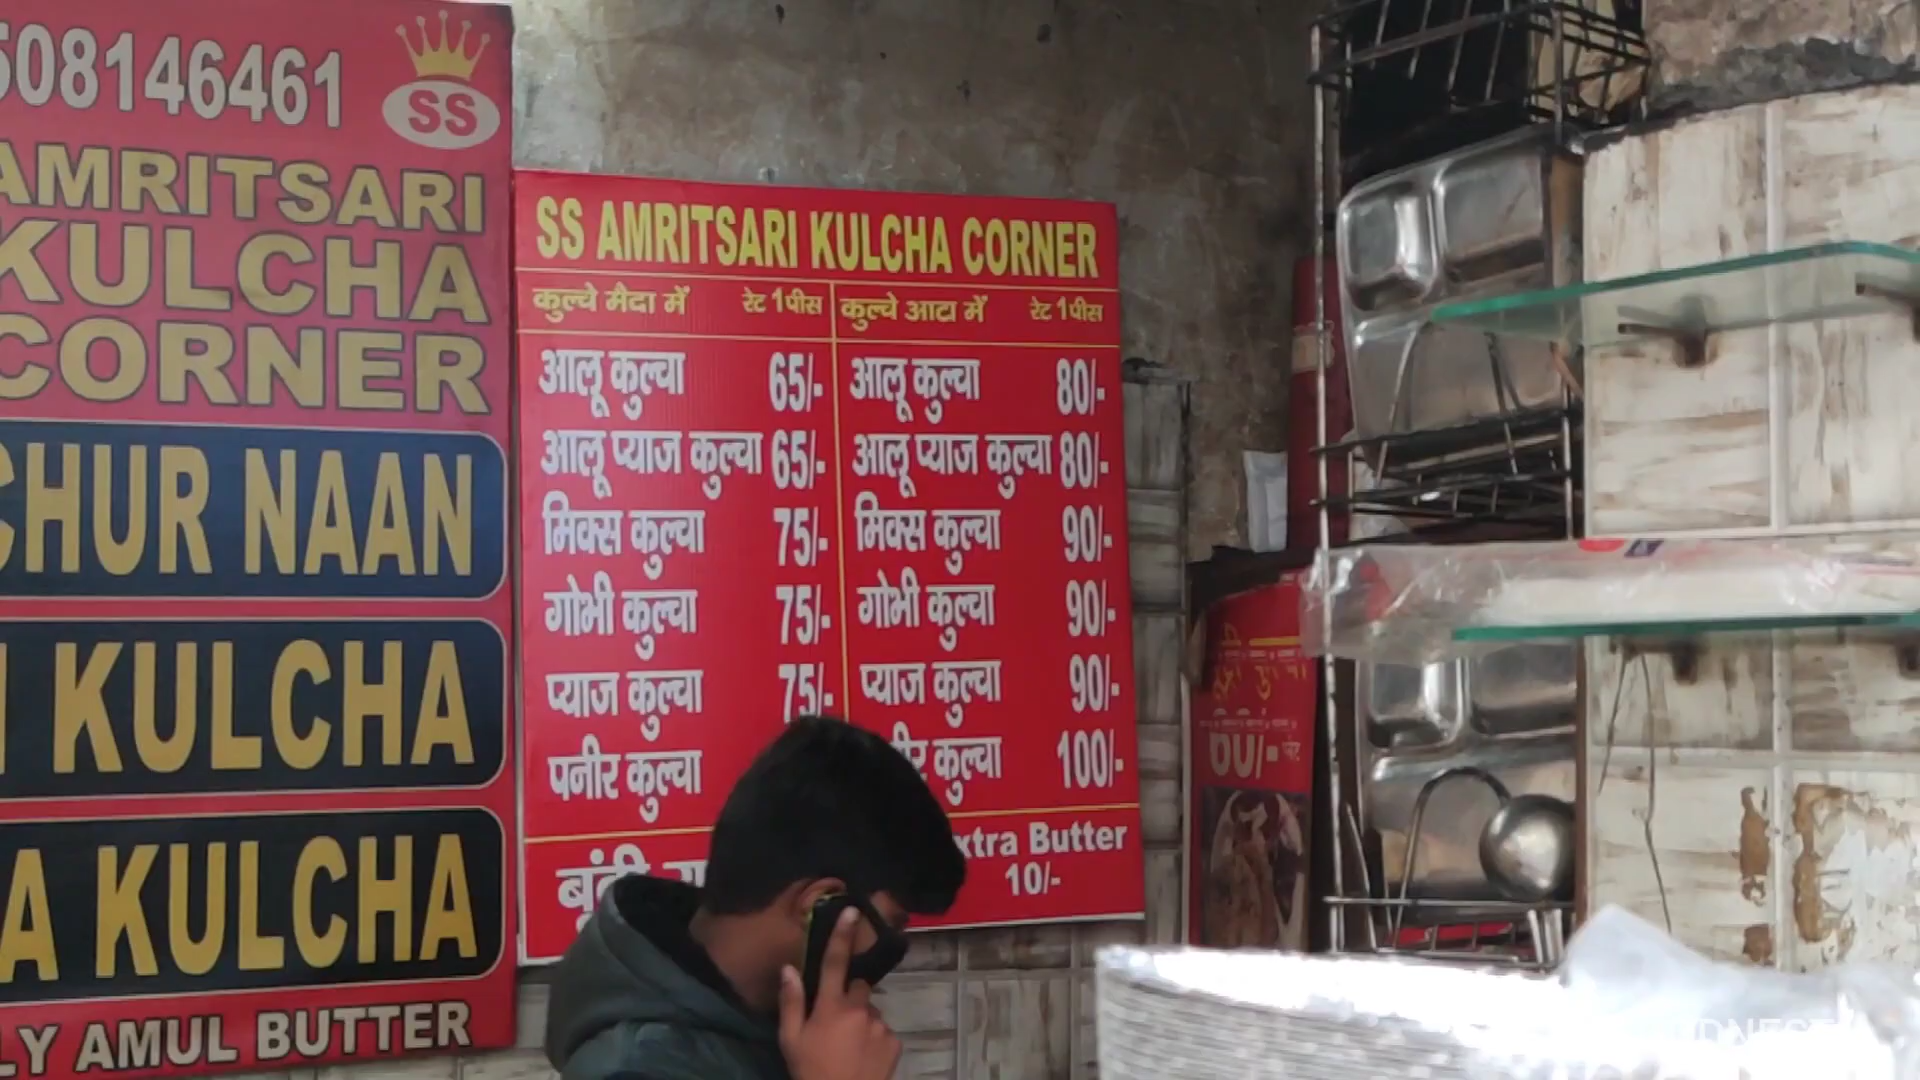 508146461
SS
AMRITSARI
KULCHA
CORNER
CHUR NAAN
KULCHA
A KULCHA
LY AMUL BUTTER
SS AMRITSARI KULCHA CORNER
कुल्चे मैदा में रेट 1 पीस कुल्चे आटा में रेट 1 पीस
आलू कुल्चा 65/- आलू कुल्चा 80/-
आलू प्याज कुल्चा 65/- आलू प्याज कुल्चा 80/-
मिक्स कुल्चा 75/- मिक्स कुल्चा 90/-
गोभी कुल्चा 75/- गोभी कुल्चा 90/-
प्याज कुल्चा 75/- प्याज कुल्चा 90/-
पनीर कुल्चा कुल्चा 100/-
xtra Butter
10/-